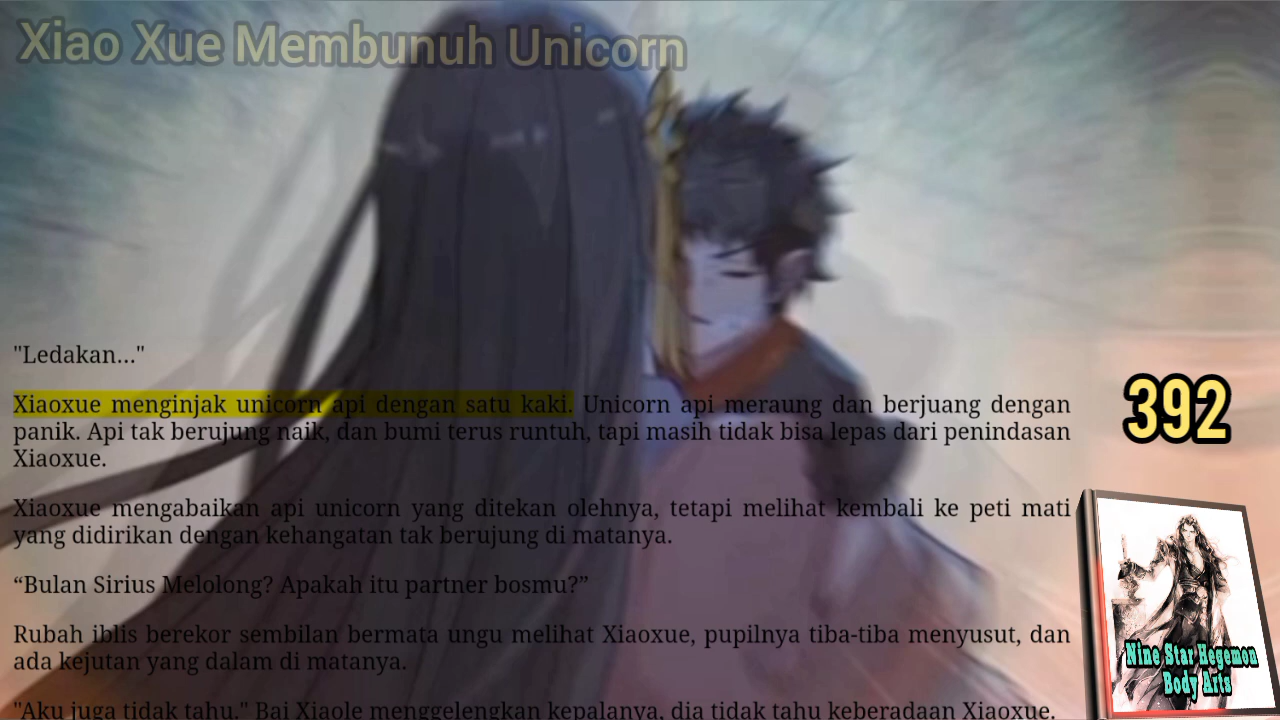 Xiao Xue Membunuh Unicorn
"Ledakan..."
Xiaoxue menginjak unicorn api dengan satu kaki. Unicorn api meraung dan berjuang dengan
panik. Api tak berujung naik, dan bumi terus runtuh, tapi masih tidak bisa lepas dari penindasan
Xiaoxue.
Xiaoxue mengabaikan api unicorn yang ditekan olehnya, tetapi melihat kembali ke peti mati
yang didirikan dengan kehangatan tak berujung di matanya.
“Bulan Sirius Melolong? Apakah itu partner bosmu?”
Rubah iblis berekor sembilan bermata ungu melihat Xiaoxue, pupilnya tiba-tiba menyusut, dan
ada kejutan yang dalam di matanya.
"Aku juga tidak tahu." Bai Xiaole menggelengkan kepalanya, dia tidak tahu keberadaan Xiaoxue.
392
Nine Star Hegemon
Body Arts